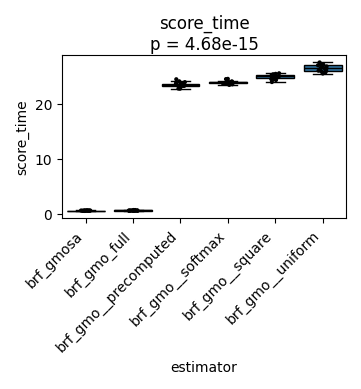 score_time
p = 4.68e-15
score_time
20
10
0
brf_gmosa
brf_gmo_full
brf_gmo__precomputed
brf_gmo__softmax
brf_gmo__square
brf_gmo__uniform
estimator